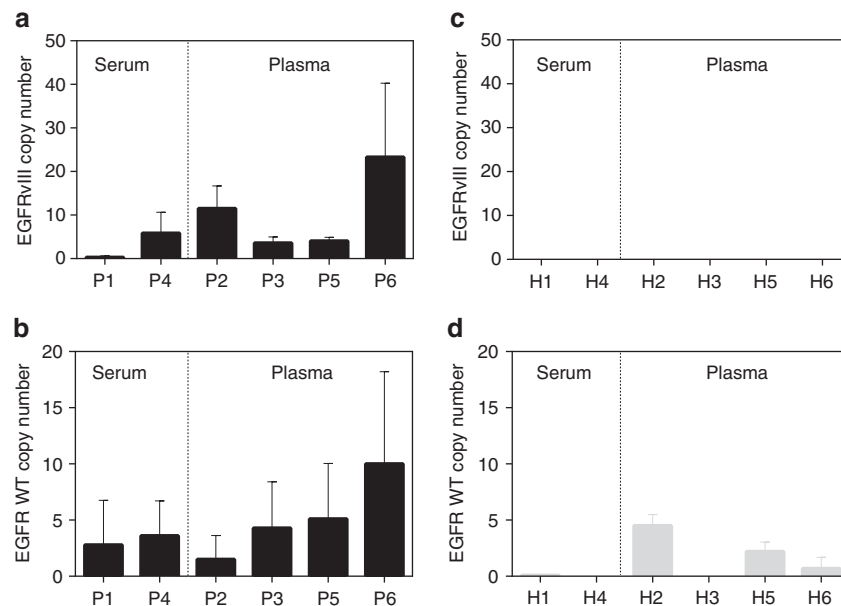 a
EGFRvIII copy number
50
40
30
20
10
0
Serum
Plasma
P1 P4 P2 P3 P5 P6
c
EGFRvIII copy number
50
40
30
20
10
0
Serum
Plasma
H1 H4 H2 H3 H5 H6
b
EGFR WT copy number
20
15
10
5
0
Serum
Plasma
P1 P4 P2 P3 P5 P6
d
EGFR WT copy number
20
15
10
5
0
Serum
Plasma
H1 H4 H2 H3 H5 H6